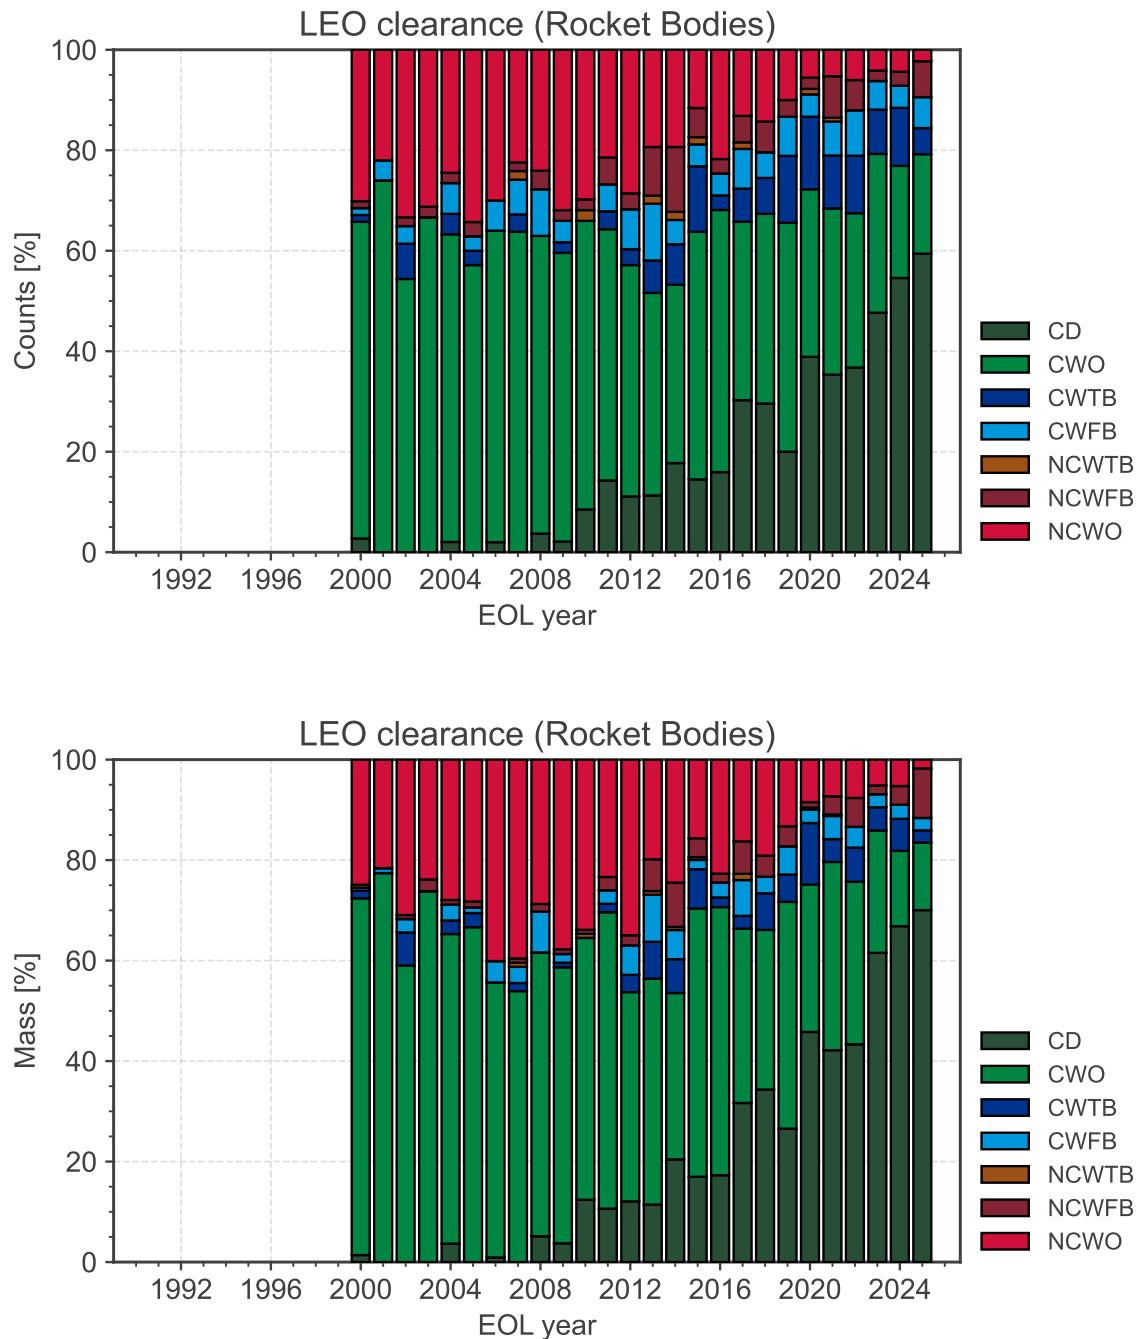 LEO clearance (Rocket Bodies)
100
80
60
40
20
0
Counts [%]
1992 1996 2000 2004 2008 2012 2016 2020 2024
EOL year
CD
CWO
CWTB
CWFB
NCWTB
NCWFB
NCWO
LEO clearance (Rocket Bodies)
100
80
60
40
20
0
Mass [%]
1992 1996 2000 2004 2008 2012 2016 2020 2024
EOL year
CD
CWO
CWTB
CWFB
NCWTB
NCWFB
NCWO